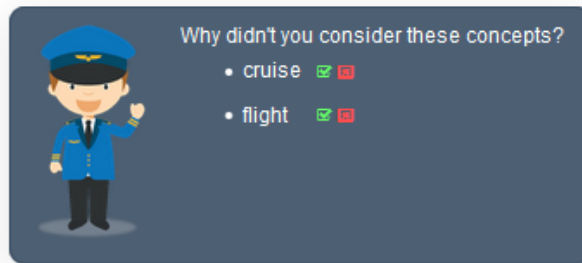 Why didn't you consider these concepts?
• cruise
• flight